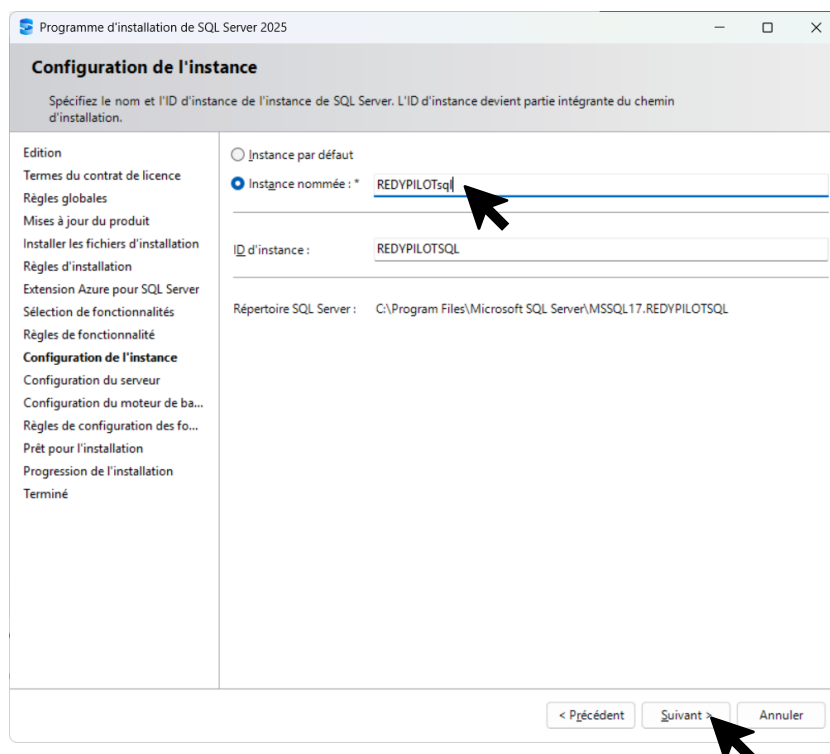 Programme d'installation de SQL Server 2025
Configuration de l'instance
Spécifiez le nom et l'ID d'instance de l'instance de SQL Server. L'ID d'instance devient partie intégrante du chemin
d'installation.
Edition
Termes du contrat de licence
Règles globales
Mises à jour du produit
Installer les fichiers d'installation
Règles d'installation
Extension Azure pour SQL Server
Sélection de fonctionnalités
Règles de fonctionnalité
Configuration de l'instance
Configuration du serveur
Configuration du moteur de ba...
Règles de configuration des fo...
Prêt pour l'installation
Progression de l'installation
Terminé
Instance par défaut
Instance nommée : * REDYPILOTsql
ID d'instance : REDYPILOTSQL
Répertoire SQL Server : C:\Program Files\Microsoft SQL Server\MSSQL17.REDYPILOTSQL
< Précédent Suivant > Annuler